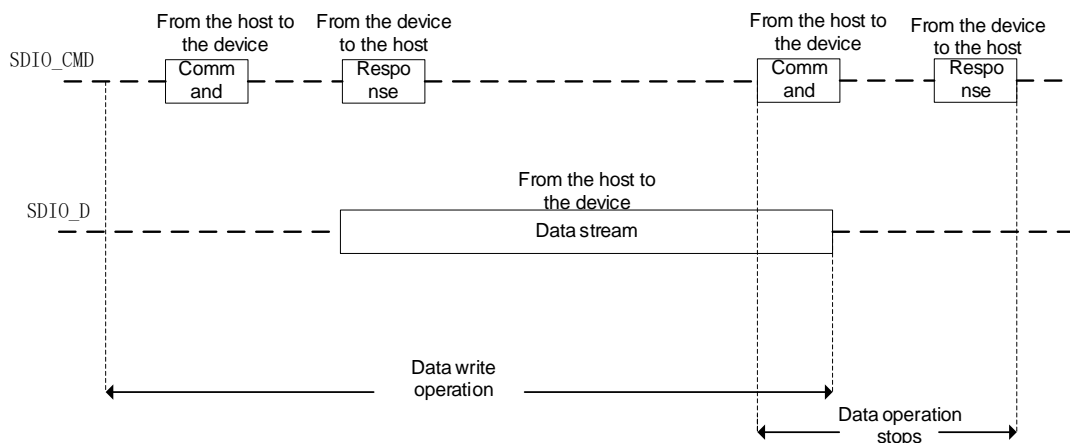 From the host to
the device
From the device
to the host
From the host to
the device
From the device
to the host
SDIO_CMD
Comm
and
Respo
nse
Comm
and
Respo
nse
From the host to
the device
SDIO_D
Data stream
Data write
operation
Data operation
stops